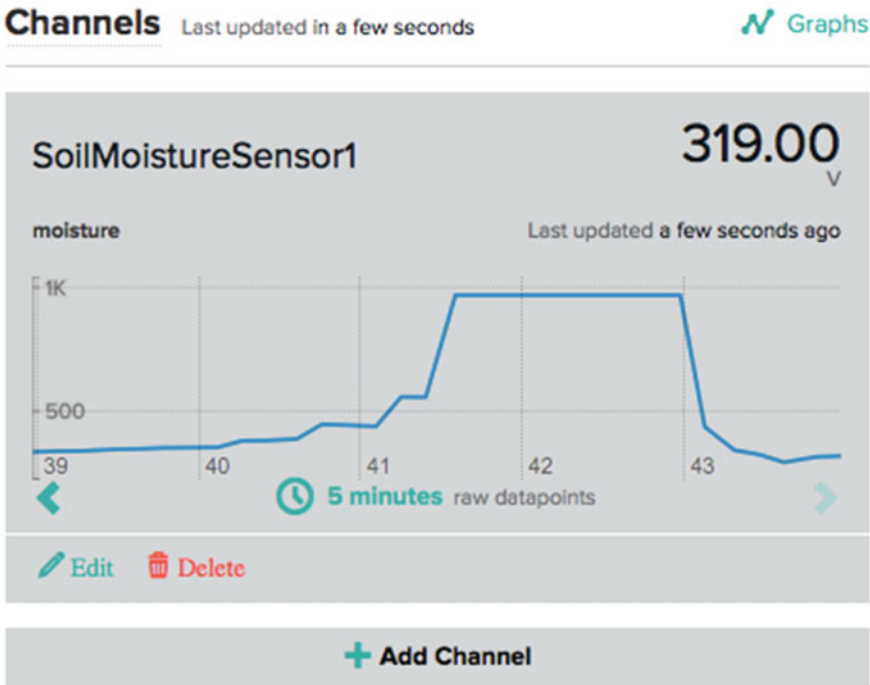 Channels Last updated in a few seconds Graphs
SoilMoistureSensor1 319.00
V
moisture Last updated a few seconds ago
1K
500
39 40 41 42 43
5 minutes raw datapoints
Edit Delete
Add Channel